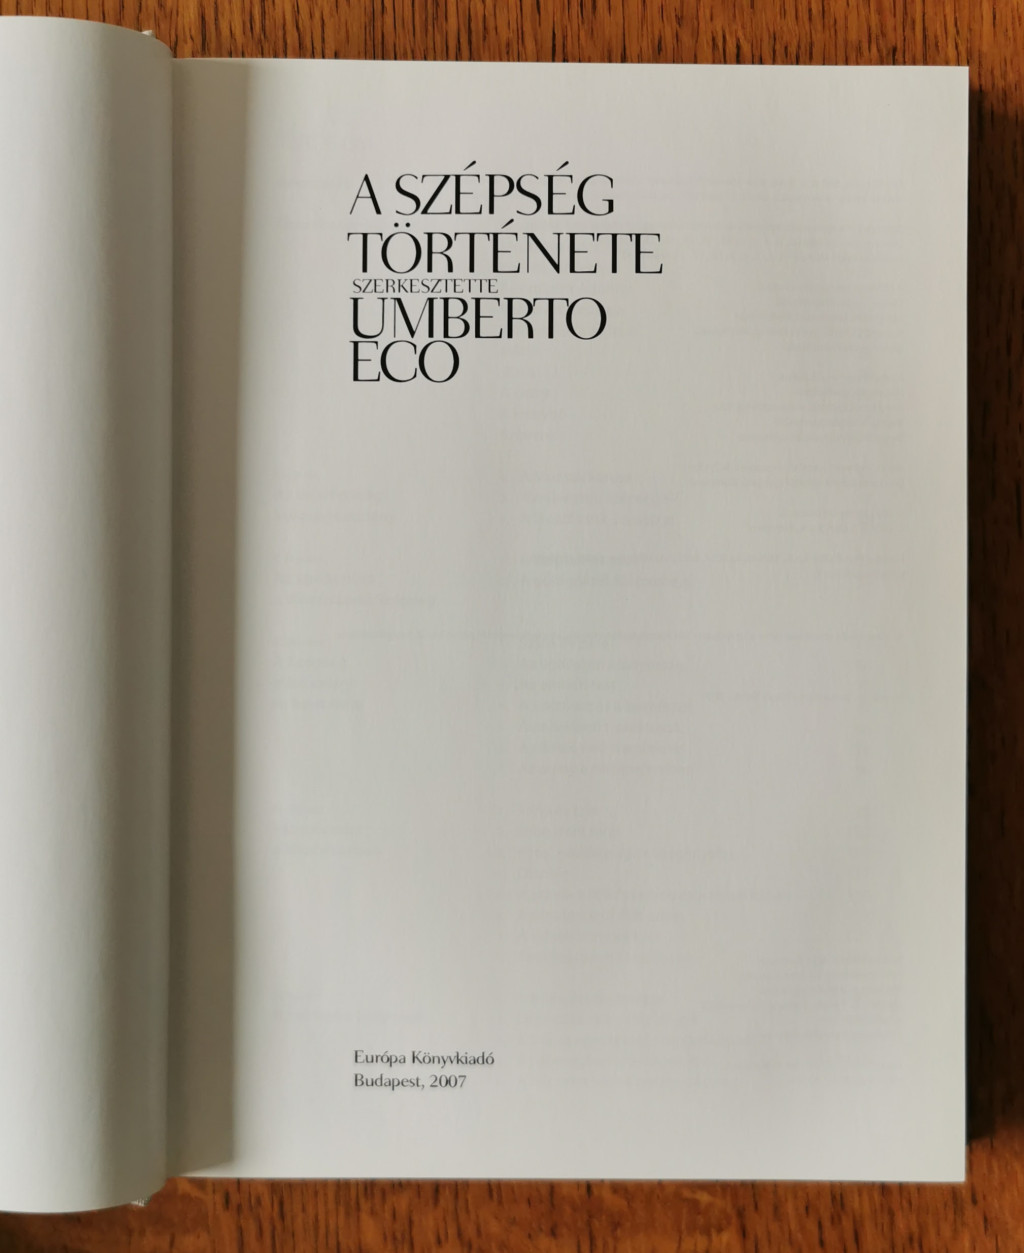 A SZÉPSÉG
TÖRTÉNETE
SZERKESZTETTE
UMBERTO
ECO
Európa Könyvkiadó
Budapest, 2007